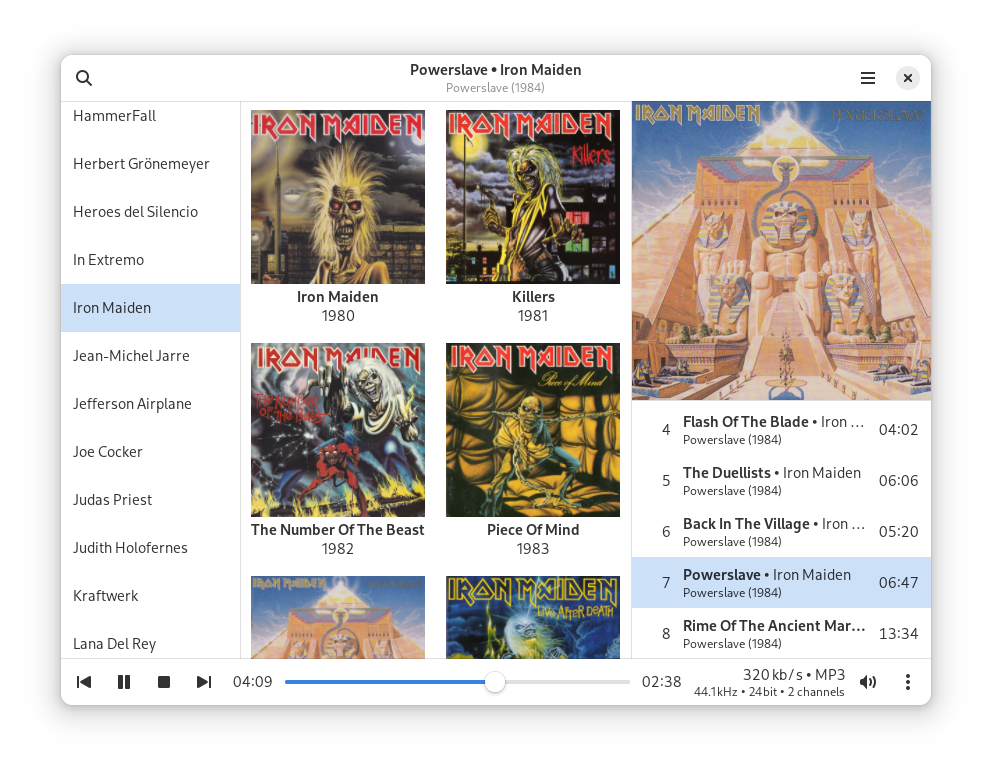 Powerslave • Iron Maiden
Powerslave (1984)
HammerFall
Herbert Grönemeyer
Heroes del Silencio
In Extremo
Iron Maiden
Jean-Michel Jarre
Jefferson Airplane
Joe Cocker
Judas Priest
Judith Holofernes
Kraftwerk
Lana Del Rey
IRON MAIDEN
Iron Maiden
1980
IRON MAIDEN
Killers
Killers
1981
IRON MAIDEN
The Number Of The Beast
The Number Of The Beast
1982
IRON MAIDEN
Piece of Mind
Piece Of Mind
1983
IRON MAIDEN
POWERSLAVE
IRON MAIDEN
LIVE AFTER DEATH
IRON MAIDEN
POWERSLAVE
4 Flash Of The Blade • Iron … 04:02
Powerslave (1984)
5 The Duellists • Iron Maiden 06:06
Powerslave (1984)
6 Back In The Village • Iron … 05:20
Powerslave (1984)
7 Powerslave • Iron Maiden 06:47
Powerslave (1984)
8 Rime Of The Ancient Mar… 13:34
Powerslave (1984)
04:09
02:38
320 kb/s • MP3
44.1kHz • 24bit • 2 channels